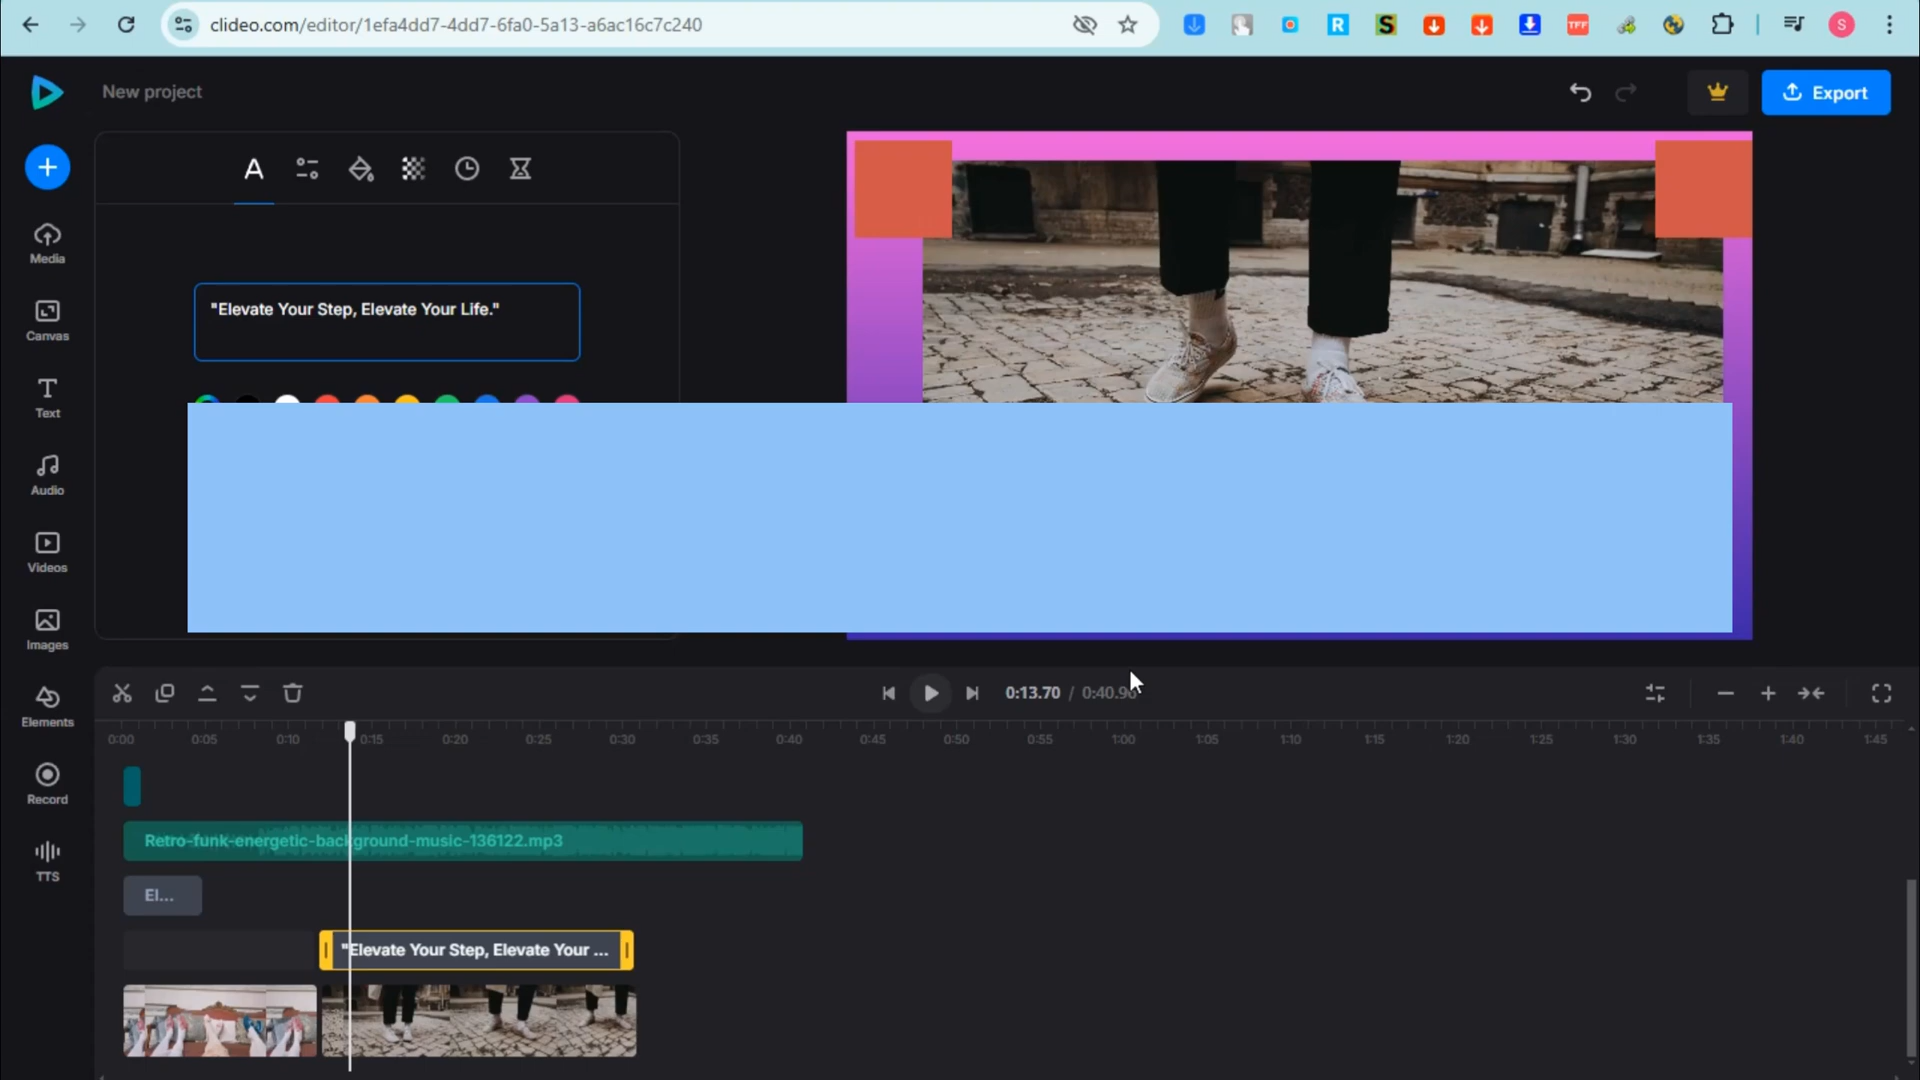 clideo.com/editor/1efa4dd7-4dd7-6fa0-5a13-a6ac16c7c240
R
S
TFF
S
New project
Export
A
Media
"Elevate Your Step, Elevate Your Life."
Canvas
Text
Audio
Videos
Images
Elements
0:13.70 / 0:40.90
0:00 0:05 0:10 0:15 0:20 0:25 0:30 0:35 0:40 0:45 0:50 0:55 1:00 1:05 1:10 1:15 1:20 1:25 1:30 1:35 1:40 1:45
Record
Retro-funk-energetic-background-music-136122.mp3
TTS
El...
"Elevate Your Step, Elevate Your ...